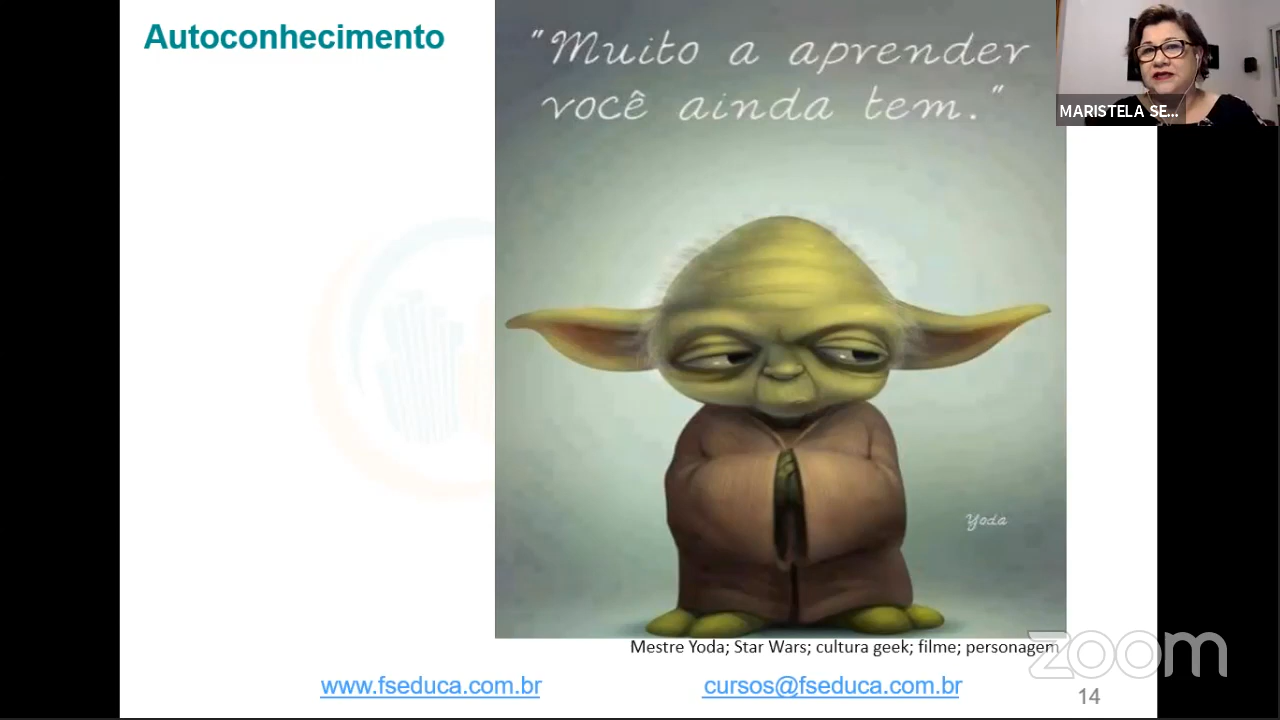 Autoconhecimento
"Muito a aprender
você ainda tem."
MARISTELA SE...
Yoda
Mestre Yoda; Star Wars; cultura geek; filme; personagem
zoom
www.fseduca.com.br
cursos@fseduca.com.br
14